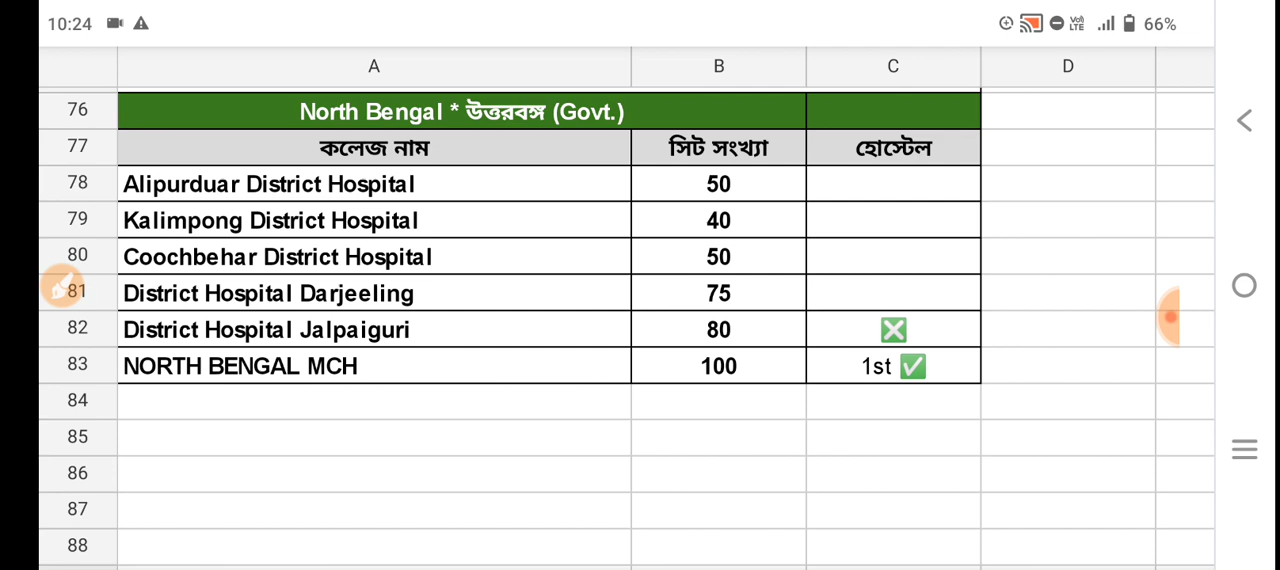 10:24 VoI LTE 66%
A B C D
76 North Bengal * উত্তরবঙ্গ (Govt.)
77 কলেজ নাম সিট সংখ্যা হোস্টেল
78 Alipurduar District Hospital 50
79 Kalimpong District Hospital 40
80 Coochbehar District Hospital 50
81 District Hospital Darjeeling 75
82 District Hospital Jalpaiguri 80 ❎
83 NORTH BENGAL MCH 100 1st ✅
84
85
86
87
88